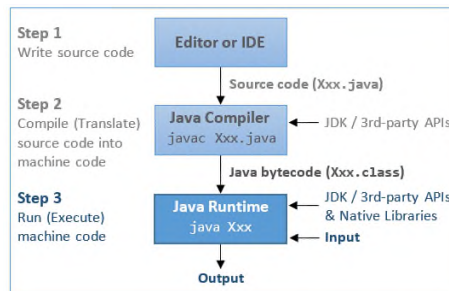 Step 1
Write source code
Editor or IDE
Source code (Xxx.java)
Step 2
Compile (Translate)
source code into
machine code
Java Compiler
javac Xxx.java
JDK / 3rd-party APIs
Java bytecode (Xxx.class)
Step 3
Run (Execute)
machine code
Java Runtime
java Xxx
JDK / 3rd-party APIs
& Native Libraries
Input
Output